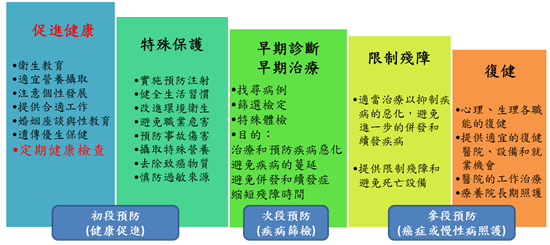 促進健康
•衛生教育
•適宜營養攝取
•注意個性發展
•提供合適工作
•婚姻座談與性教育
•遺傳優生保健
•定期健康檢查
特殊保護
•實施預防注射
•健全生活習慣
•改進環境衛生
•避免職業危害
•預防事故傷害
•攝取特殊營養
•去除致癌物質
•慎防過敏來源
早期診斷
早期治療
•找尋病例
•篩選檢定
•特殊體檢
•目的：
治療和預防疾病惡化
避免疾病的蔓延
避免併發和續發症
縮短殘障時間
限制殘障
•適當治療以抑制疾
病的惡化，避免
進一步的併發和
續發疾病
•提供限制殘障和
避免死亡設備
復健
•心理、生理各職
能的復健
•提供適宜的復健
醫院、設備和就
業機會
•醫院的工作治療
•療養院長期照護
初段預防
(健康促進)
次段預防
(疾病篩檢)
參段預防
(癌症或慢性病照護)